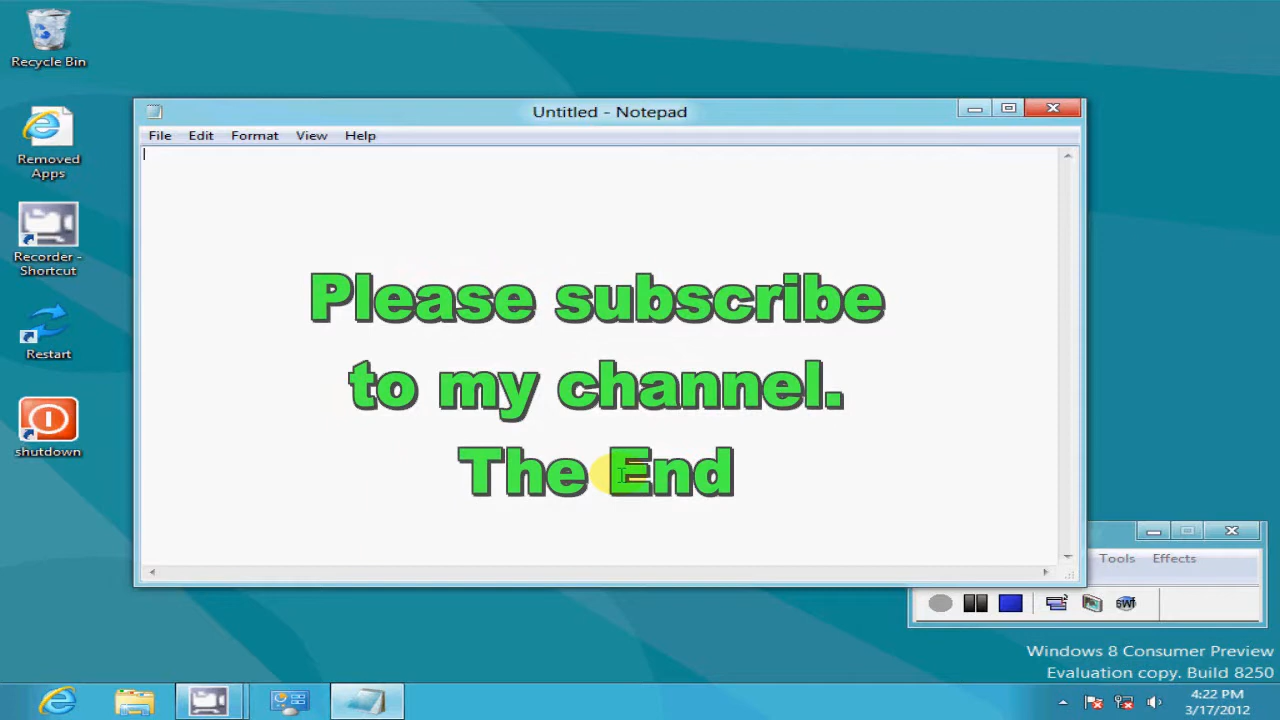 Recycle Bin
Removed
Apps
Recorder -
Shortcut
Restart
shutdown
Untitled - Notepad
File Edit Format View Help
Please subscribe
to my channel.
The End
Tools Effects
SWF
Windows 8 Consumer Preview
Evaluation copy. Build 8250
4:22 PM
3/17/2012